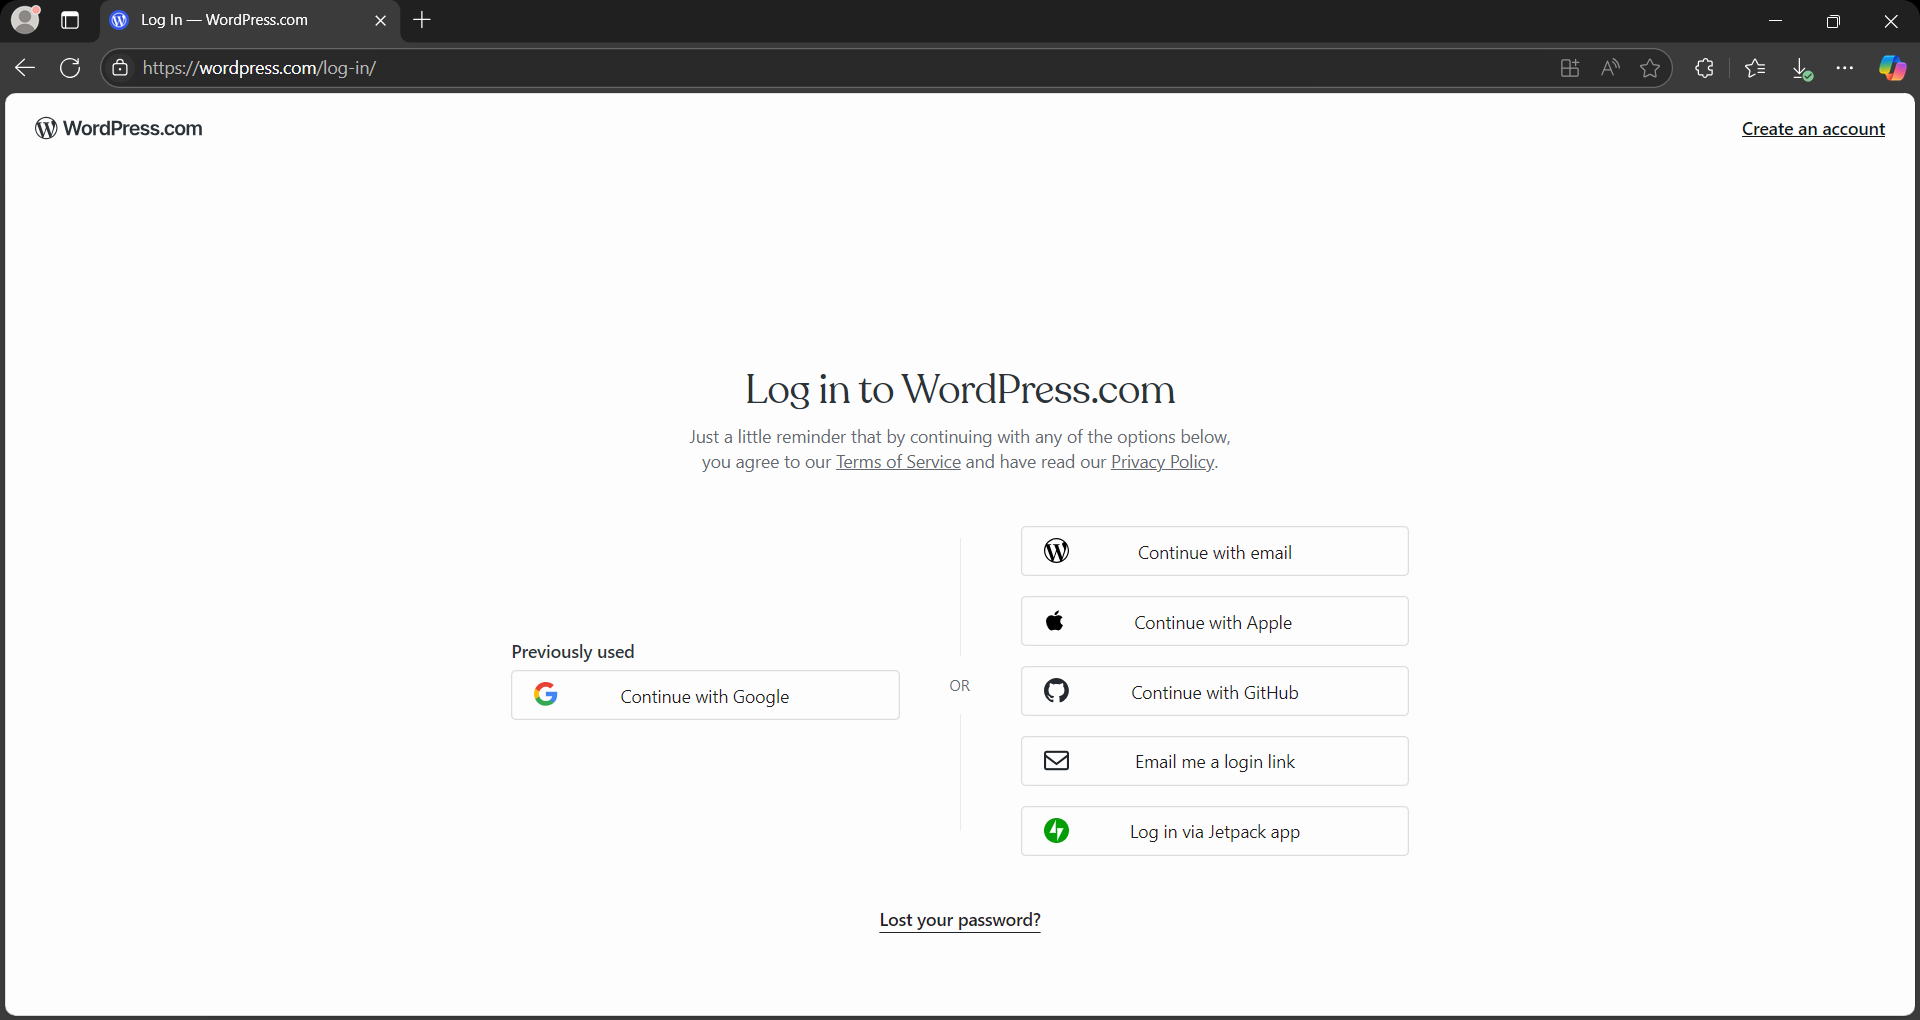 Log In — WordPress.com
https://wordpress.com/log-in/
WordPress.com
Create an account
Log in to WordPress.com
Just a little reminder that by continuing with any of the options below,
you agree to our Terms of Service and have read our Privacy Policy.
Previously used
Continue with Google
OR
Continue with email
Continue with Apple
Continue with GitHub
Email me a login link
Log in via Jetpack app
Lost your password?